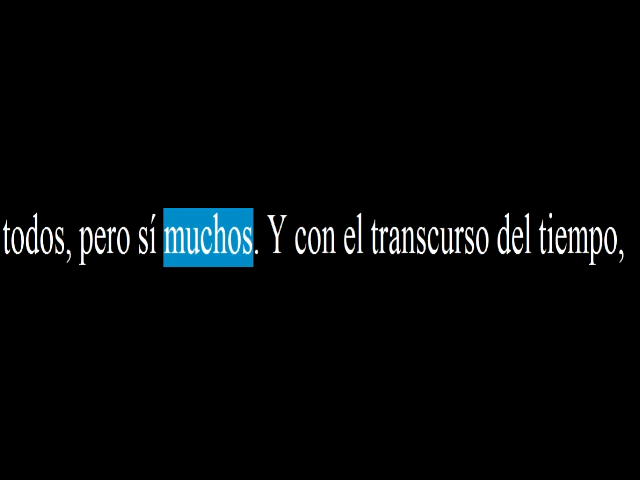 todos, pero sí muchos. Y con el transcurso del tiempo,